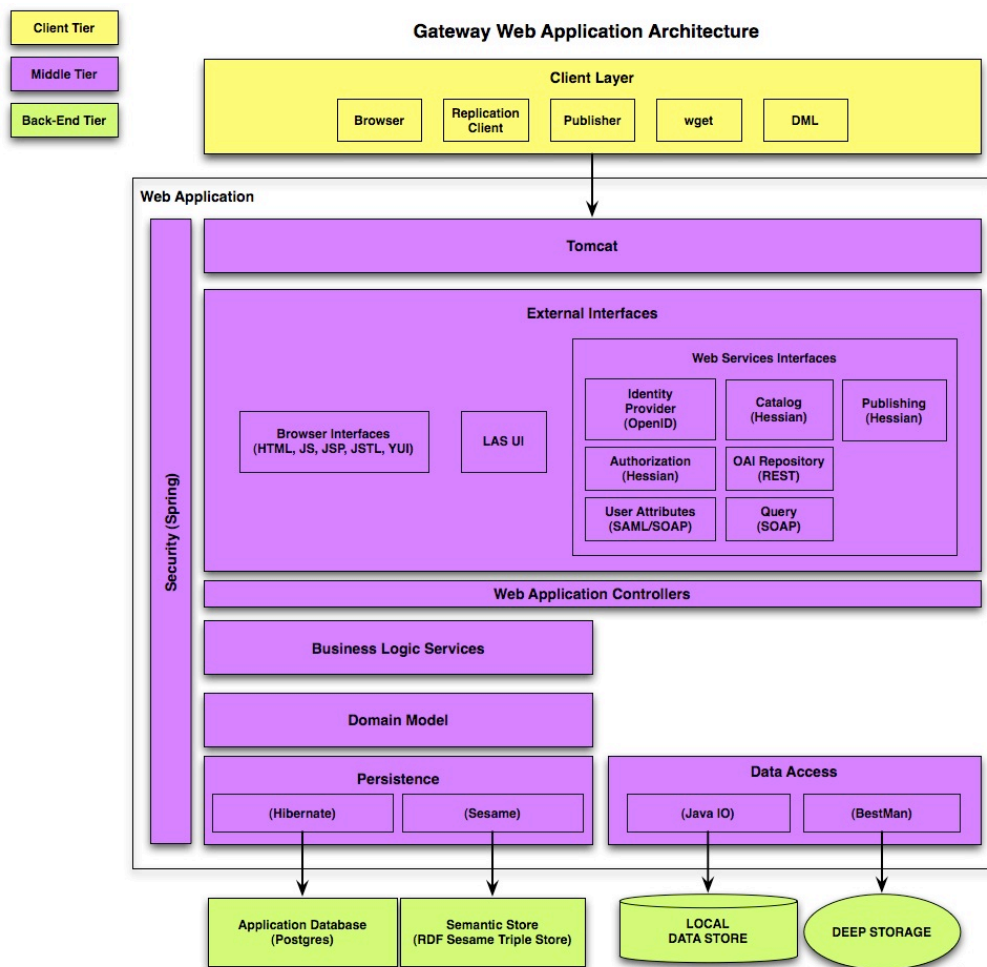 Client Tier
Middle Tier
Back-End Tier
Gateway Web Application Architecture
Client Layer
Browser
Replication
Client
Publisher
wget
DML
Web Application
Security (Spring)
Tomcat
External Interfaces
Browser Interfaces
(HTML, JS, JSP, JSTL, YUI)
LAS UI
Web Services Interfaces
Identity
Provider
(OpenID)
Catalog
(Hessian)
Publishing
(Hessian)
Authorization
(Hessian)
OAI Repository
(REST)
User Attributes
(SAML/SOAP)
Query
(SOAP)
Web Application Controllers
Business Logic Services
Domain Model
Persistence
(Hibernate)
(Sesame)
Data Access
(Java IO)
(BestMan)
Application Database
(Postgres)
Semantic Store
(RDF Sesame Triple Store)
LOCAL
DATA STORE
DEEP STORAGE